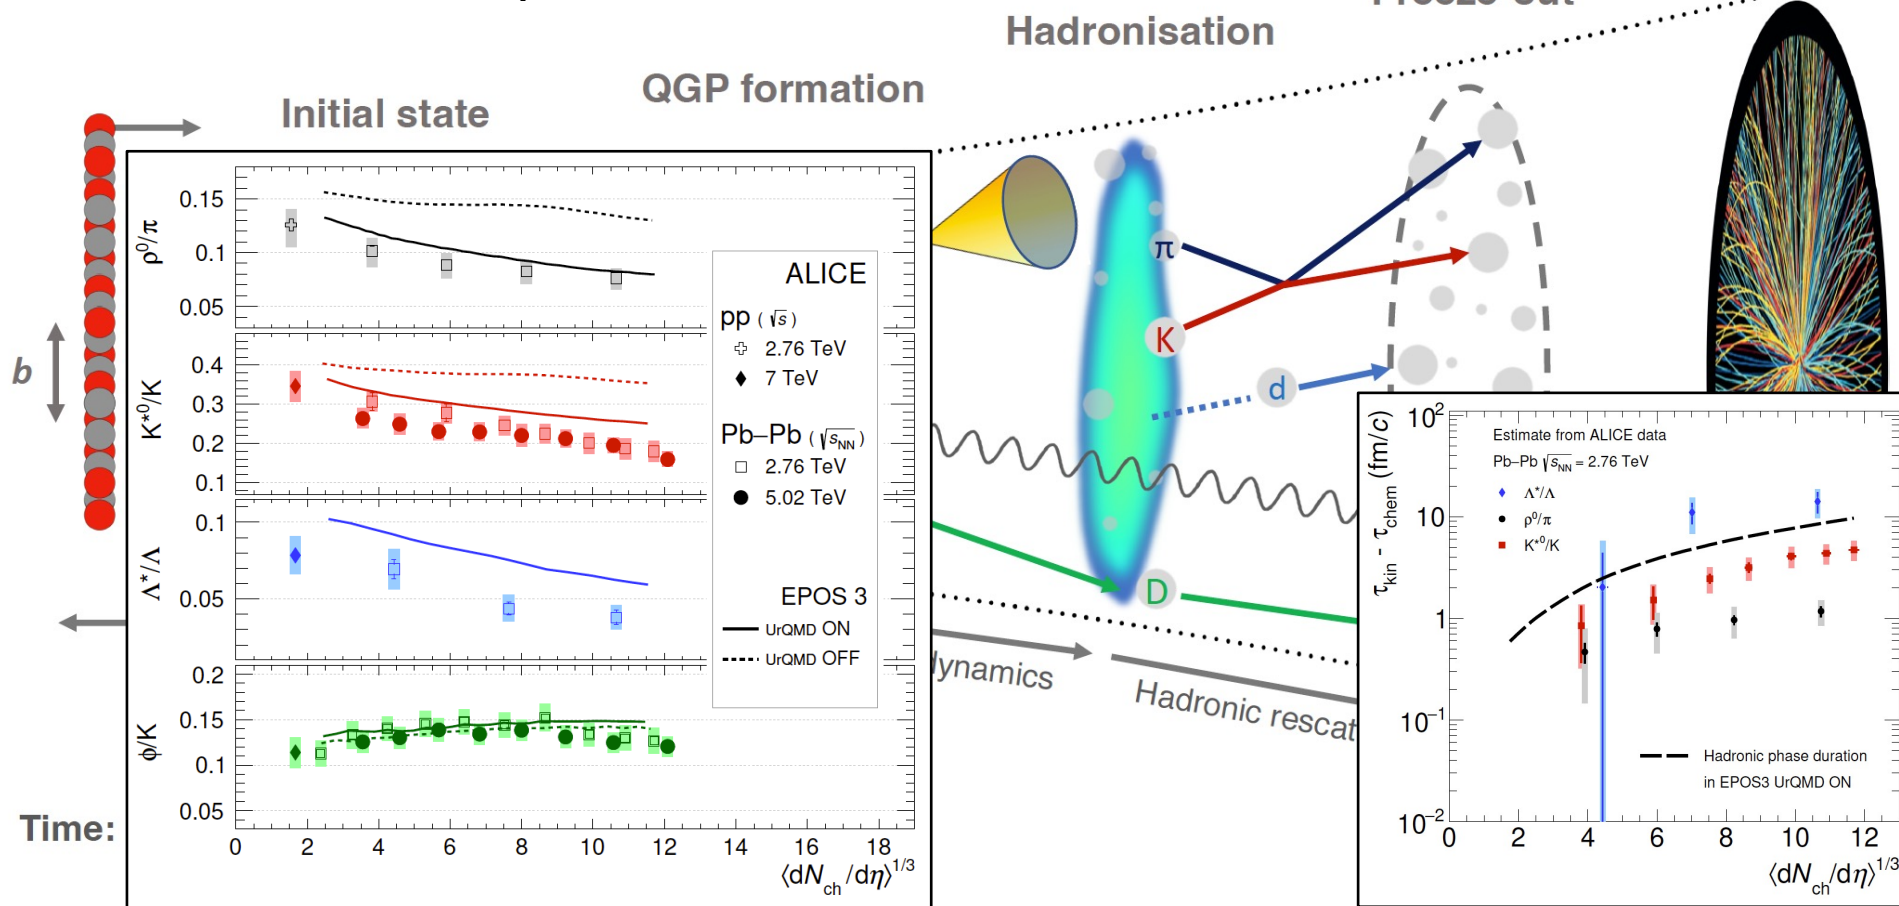 Hadronisation
QGP formation
Initial state
b
Time:
ρ⁰/π
0.15
0.1
0.05
K*⁰/K
0.4
0.3
0.2
0.1
Λ*/Λ
0.1
0.05
ϕ/K
0.2
0.15
0.1
0.05
0 2 4 6 8 10 12 14 16 18
⟨dN_ch/dη⟩^1/3
ALICE
pp (√s)
2.76 TeV
7 TeV
Pb–Pb (√s_NN)
2.76 TeV
5.02 TeV
EPOS 3
UrQMD ON
UrQMD OFF
π
K
d
D
dynamics
Hadronic rescat
τ_kin - τ_chem (fm/c)
10²
10
1
10⁻¹
10⁻²
Estimate from ALICE data
Pb–Pb √s_NN = 2.76 TeV
Λ*/Λ
ρ⁰/π
K*⁰/K
Hadronic phase duration
in EPOS3 UrQMD ON
0 2 4 6 8 10 12
⟨dN_ch/dη⟩^1/3